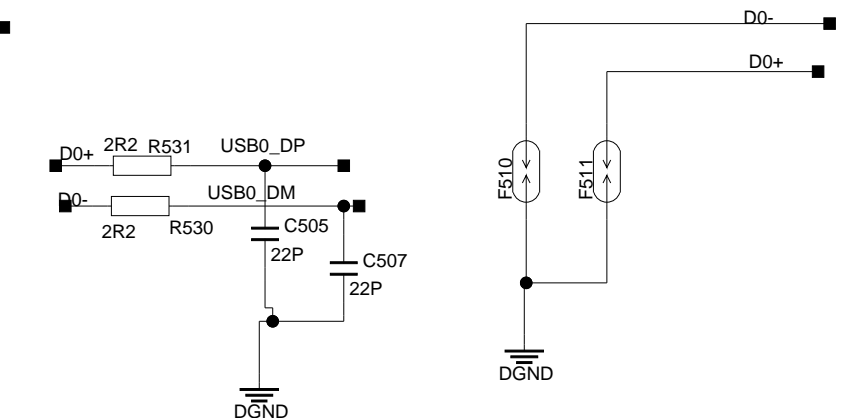 D0-
D0+
2R2
R531
USB0_DP
D0+
USB0_DM
D0-
2R2
R530
C505
22P
C507
22P
DGND
F510
F511
DGND